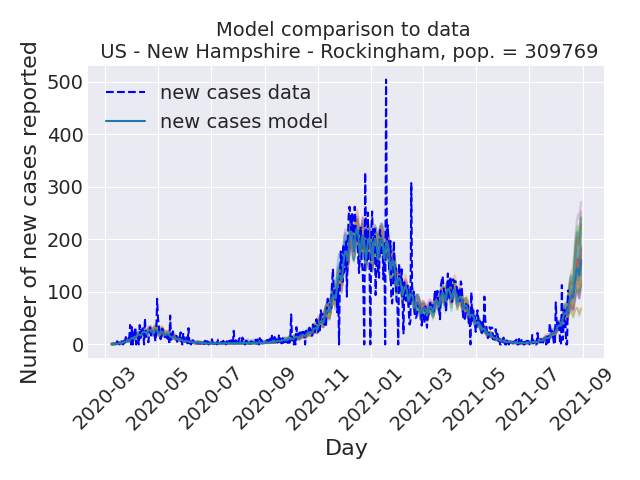 Model comparison to data
US - New Hampshire - Rockingham, pop. = 309769
Number of new cases reported
500
400
300
200
100
0
new cases data
new cases model
2020-03
2020-05
2020-07
2020-09
2020-11
2021-01
2021-03
2021-05
2021-07
2021-09
Day